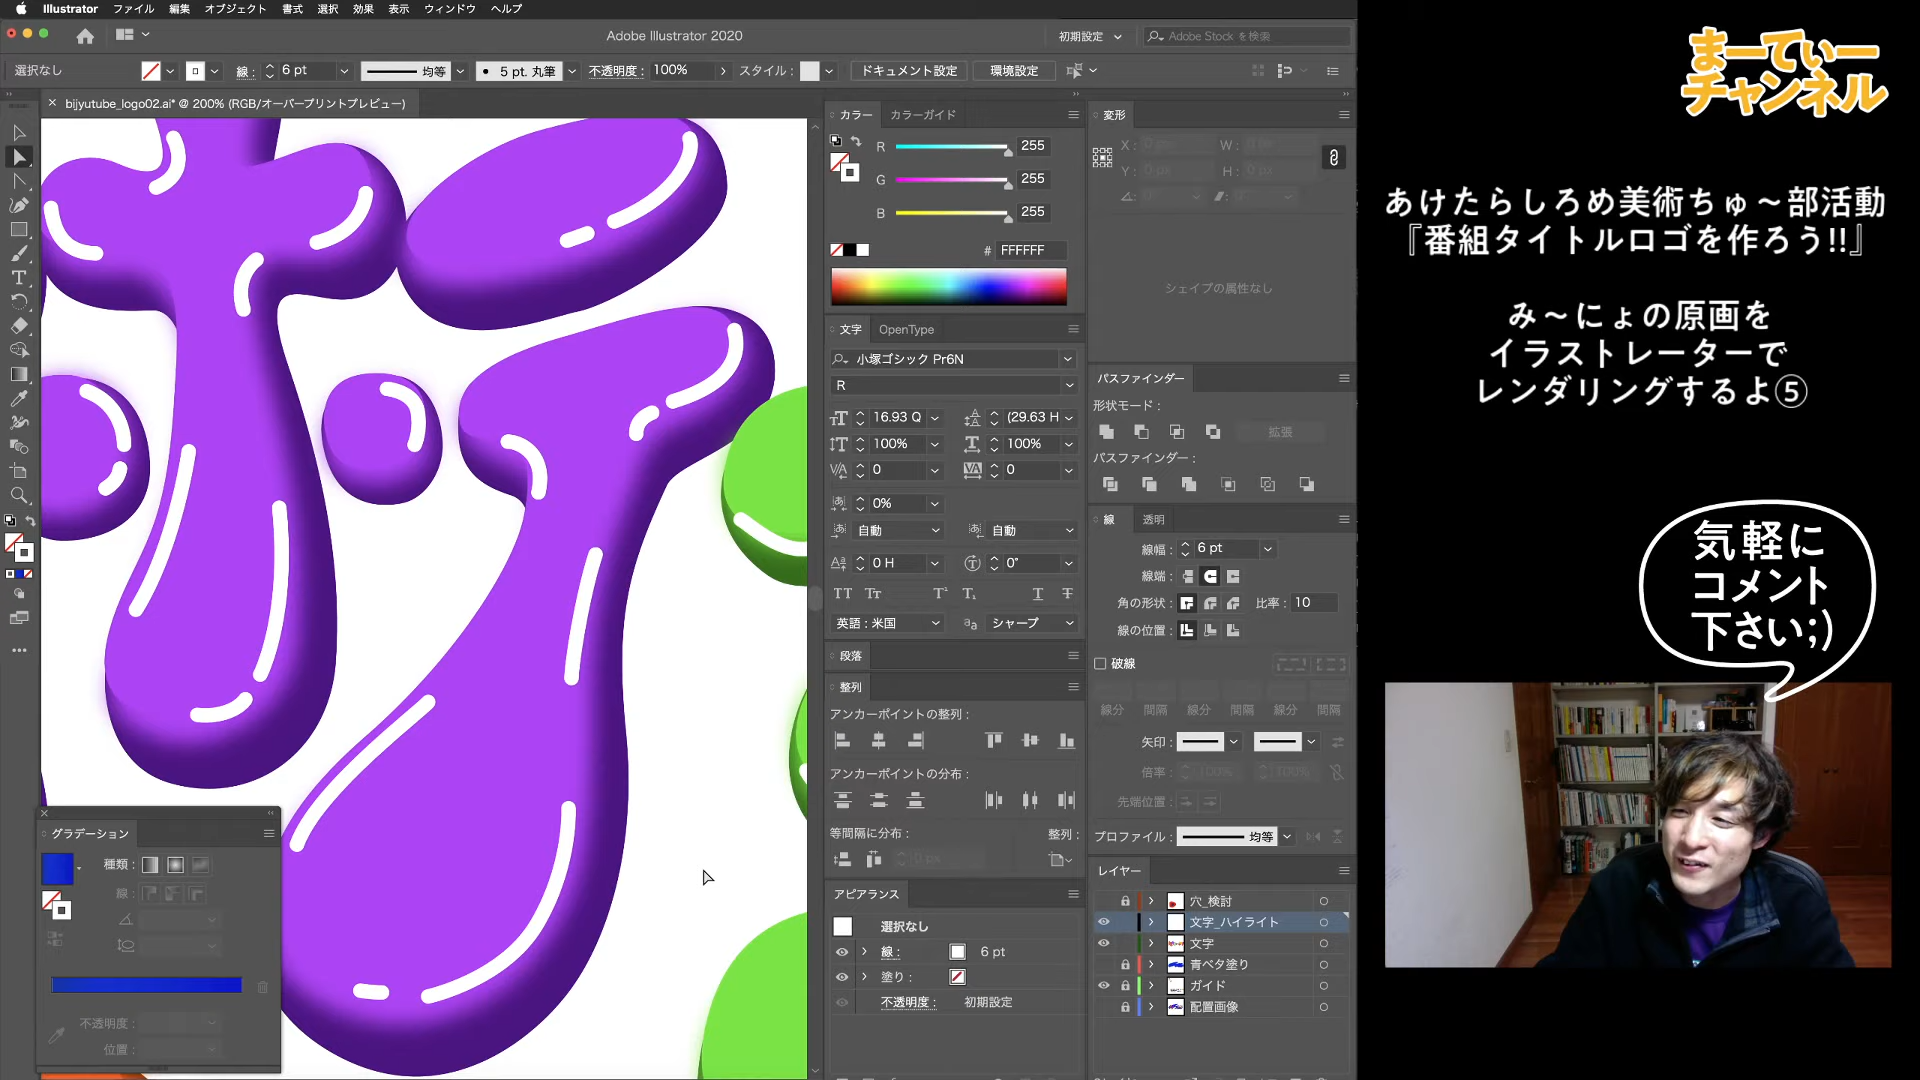 Illustrator ファイル 編集 オブジェクト 書式 選択 効果 表示 ウィンドウ ヘルプ
Adobe Illustrator 2020
初期設定
Adobe Stock を検索
選択なし
線 : 6 pt
均等
5 pt. 丸筆
不透明度 : 100%
スタイル :
ドキュメント設定
環境設定
bijyutube_logo02.ai* @ 200% (RGB/オーバープリントプレビュー)
カラー カラーガイド
R 255
G 255
B 255
# FFFFFF
文字 OpenType
小塚ゴシック Pr6N
R
16.93 Q (29.63 H
100% 100%
0 0
0%
自動 自動
0 H 0°
英語 : 米国 シャープ
段落
整列
アンカーポイントの整列 :
アンカーポイントの分布 :
等間隔に分布 : 整列 :
0 px
アピアランス
選択なし
線 : 6 pt
塗り :
不透明度 : 初期設定
変形
X : 0 px W : 0 px
Y : 0 px H : 0 px
シェイプの属性なし
パスファインダー
形状モード :
拡張
パスファインダー :
線 透明
線幅 : 6 pt
線端 :
角の形状 : 比率 : 10
線の位置 :
破線
線分 間隔 線分 間隔 線分 間隔
矢印 :
倍率 : 100% 100%
先端位置 :
プロファイル : 均等
レイヤー
穴_検討
文字_ハイライト
文字
青ベタ塗り
ガイド
配置画像
グラデーション
種類 :
線 :
不透明度 :
位置 :
まーてぃー
チャンネル
あけたらしろめ美術ちゅ～部活動
『番組タイトルロゴを作ろう!!』
み～にょの原画を
イラストレーターで
レンダリングするよ⑤
気軽に
コメント
下さい;)